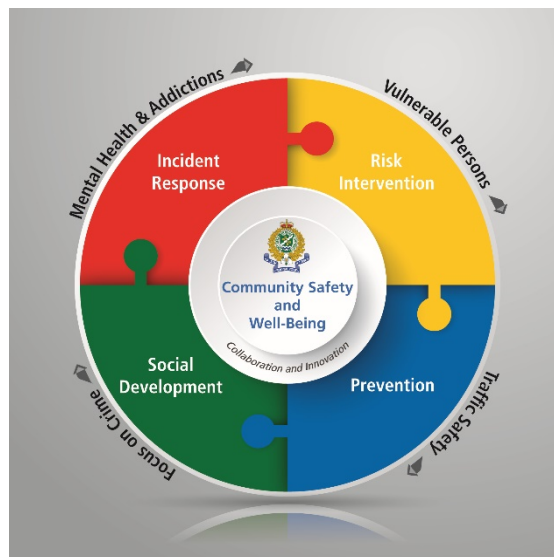 Mental Health & Addictions
Vulnerable Persons
Incident
Response
Risk
Intervention
Community Safety
and
Well-Being
Collaboration and Innovation
Social
Development
Prevention
Focus on Crime
Traffic Safety